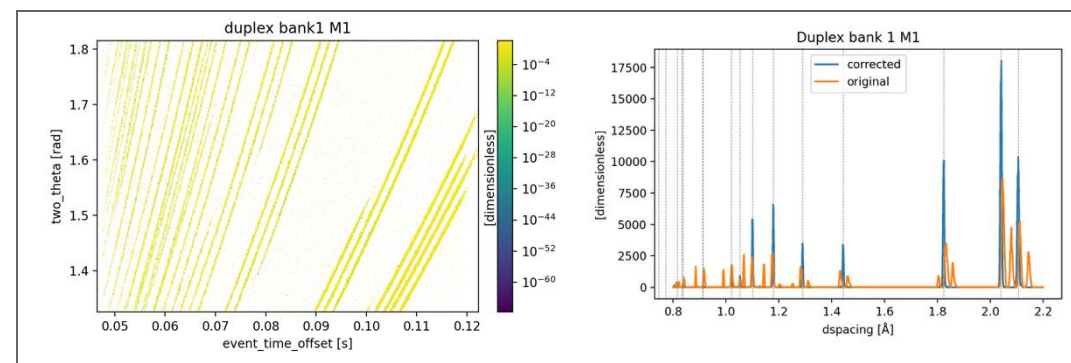 duplex bank1 M1
1.8
1.7
1.6
1.5
1.4
two_theta [rad]
0.05 0.06 0.07 0.08 0.09 0.10 0.11 0.12
event_time_offset [s]
10⁻⁴
10⁻¹²
10⁻²⁰
10⁻²⁸
10⁻³⁶
10⁻⁴⁴
10⁻⁵²
10⁻⁶⁰
[dimensionless]
Duplex bank 1 M1
corrected
original
17500
15000
12500
10000
7500
5000
2500
0
[dimensionless]
0.8 1.0 1.2 1.4 1.6 1.8 2.0 2.2
dspacing [Å]